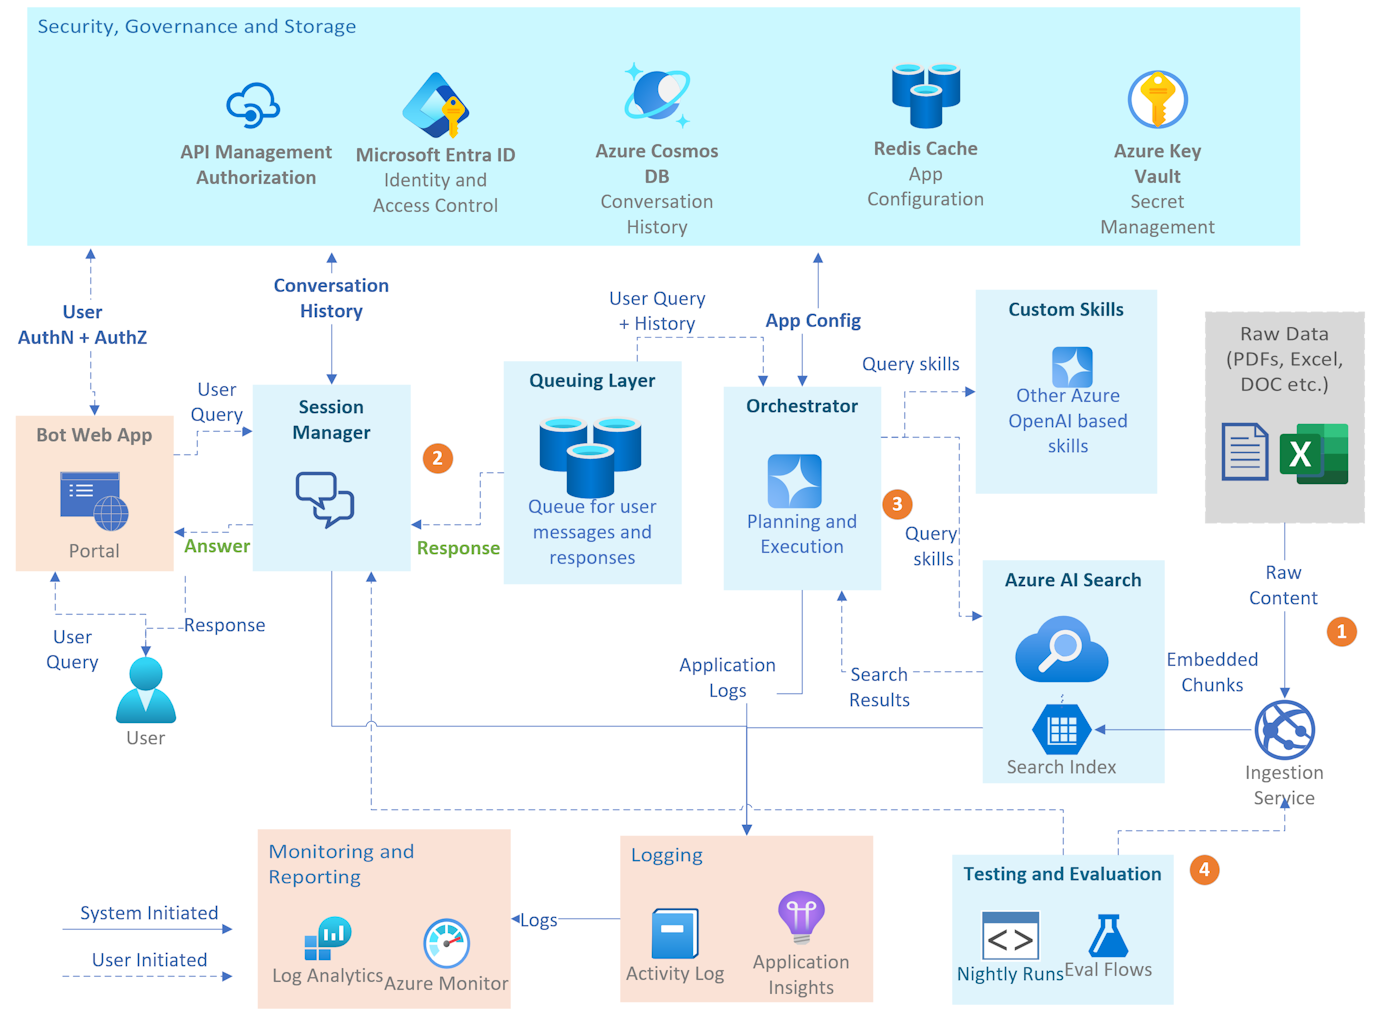 Security, Governance and Storage
API Management
Authorization
Microsoft Entra ID
Identity and
Access Control
Azure Cosmos
DB
Conversation
History
Redis Cache
App
Configuration
Azure Key
Vault
Secret
Management
User
AuthN + AuthZ
Conversation
History
User Query
+ History
App Config
Custom Skills
Other Azure
OpenAI based
skills
Raw Data
(PDFs, Excel,
DOC etc.)
X
User
Query
Bot Web App
Portal
Session
Manager
2
Queuing Layer
Queue for user
messages and
responses
Orchestrator
Planning and
Execution
3
Query skills
Query
skills
Answer
Response
Response
User
Query
User
Azure AI Search
Search Index
Raw
Content
1
Embedded
Chunks
Ingestion
Service
Application
Logs
Search
Results
Monitoring and
Reporting
Log Analytics
Azure Monitor
Logs
Logging
Activity Log
Application
Insights
Testing and Evaluation
4
<>
Nightly Runs
Eval Flows
System Initiated
User Initiated